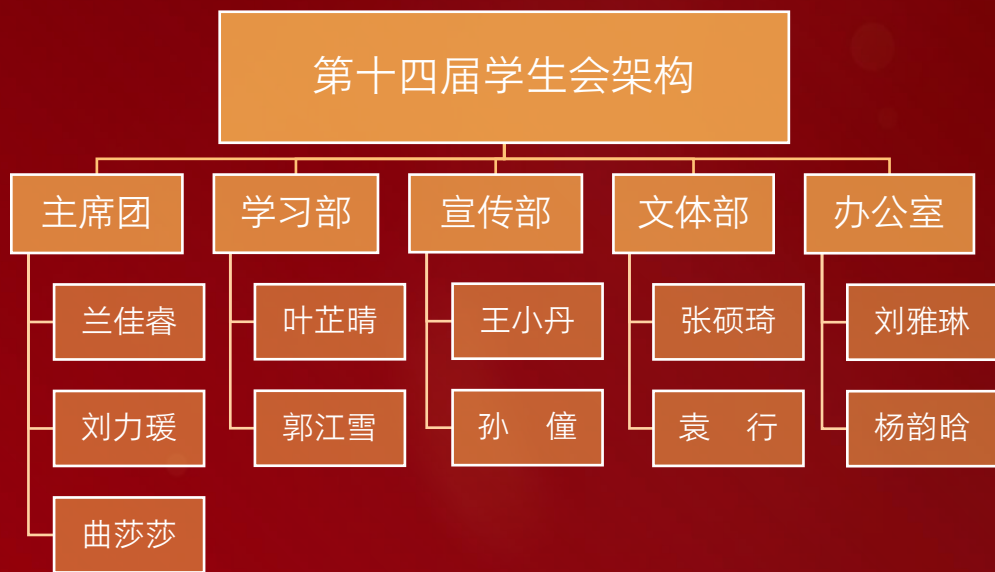 第十四届学生会架构
主席团
学习部
宣传部
文体部
办公室
兰佳睿
叶芷晴
王小丹
张硕琦
刘雅琳
刘力瑗
郭江雪
孙　僮
袁　行
杨韵晗
曲莎莎